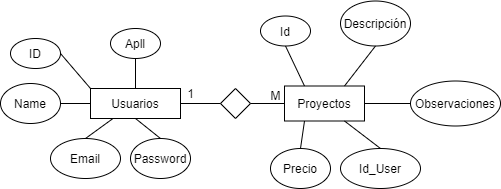 Descripción
Id
Apll
ID
Name
Usuarios
1
M
Proyectos
Observaciones
Email
Password
Precio
Id_User